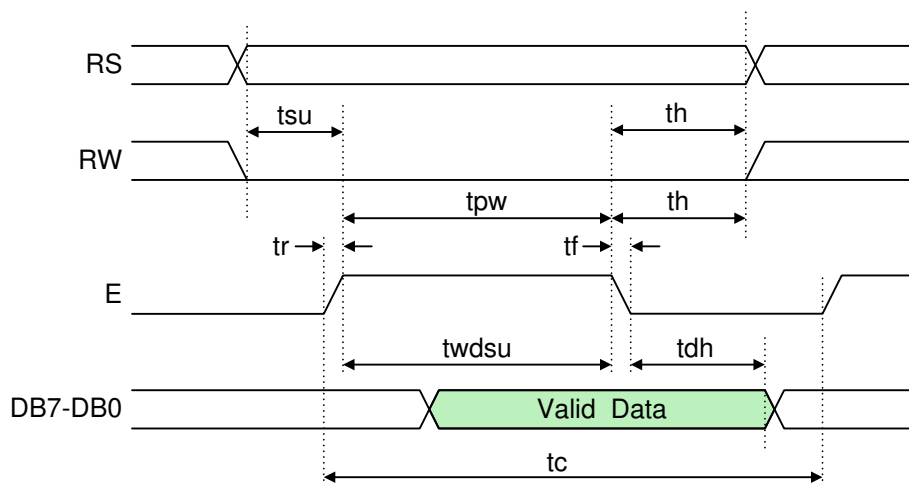 RS
tsu
th
RW
tpw
th
tr
tf
E
twdsu
tdh
DB7-DB0
Valid Data
tc